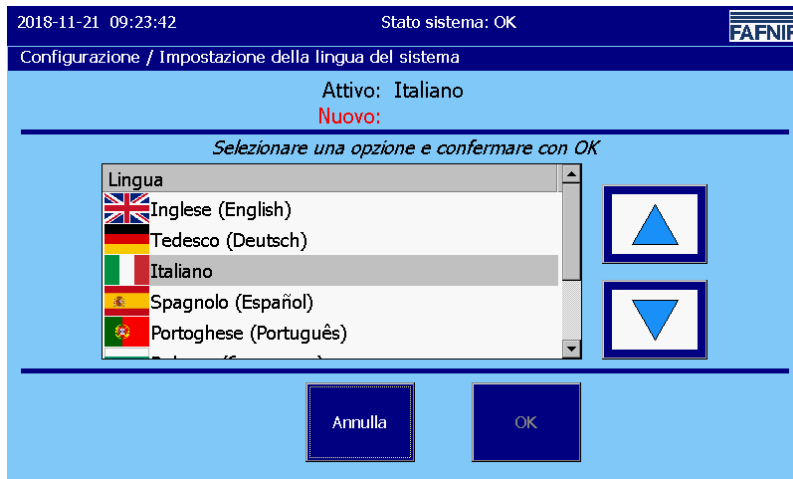 2018-11-21 09:23:42 Stato sistema: OK
FAFNIR
Configurazione / Impostazione della lingua del sistema
Attivo: Italiano
Nuovo:
Selezionare una opzione e confermare con OK
Lingua
Inglese (English)
Tedesco (Deutsch)
Italiano
Spagnolo (Español)
Portoghese (Português)
Annulla OK